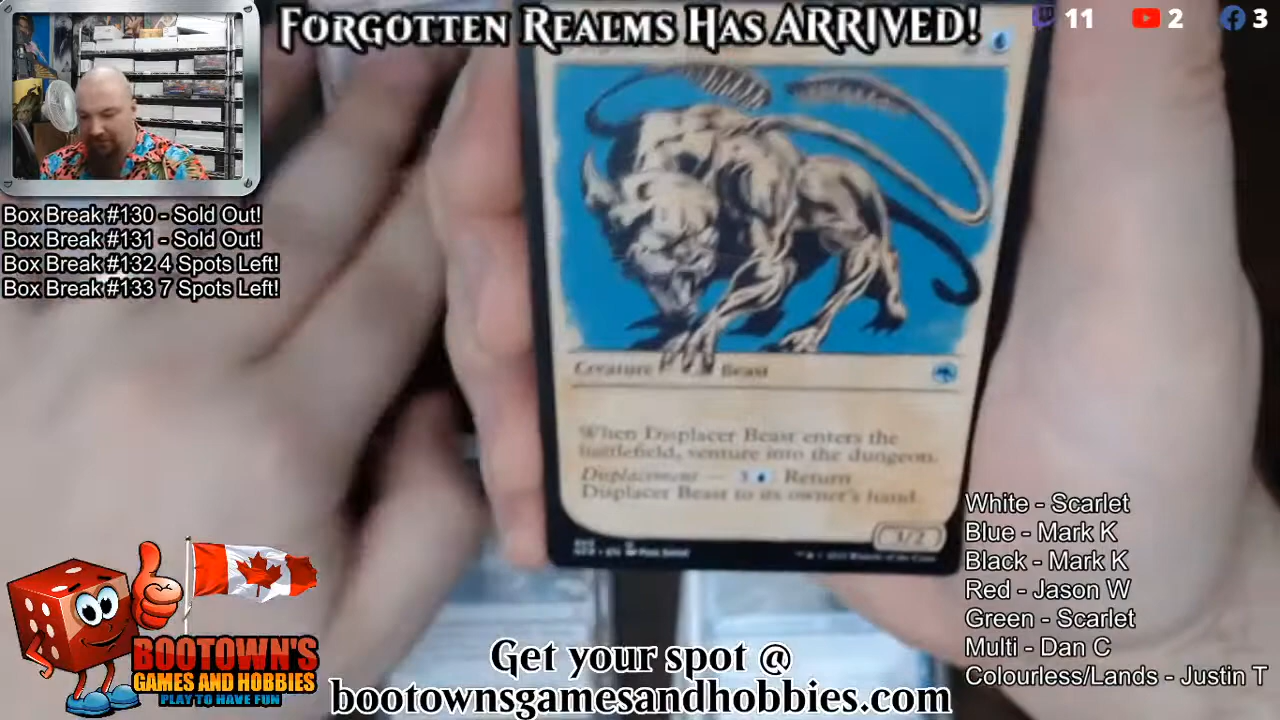 FORGOTTEN REALMS HAS ARRIVED!
11 2 3
Box Break #130 - Sold Out!
Box Break #131 - Sold Out!
Box Break #132 4 Spots Left!
Box Break #133 7 Spots Left!
Creature Beast
When Displacer Beast enters the
battlefield, venture into the dungeon.
Displacement — 3 Return
Displacer Beast to its owner's hand.
3/2
White - Scarlet
Blue - Mark K
Black - Mark K
Red - Jason W
Green - Scarlet
Multi - Dan C
Colourless/Lands - Justin T
BOOTOWN'S
GAMES AND HOBBIES
PLAY TO HAVE FUN
Get your spot @
bootownsgamesandhobbies.com